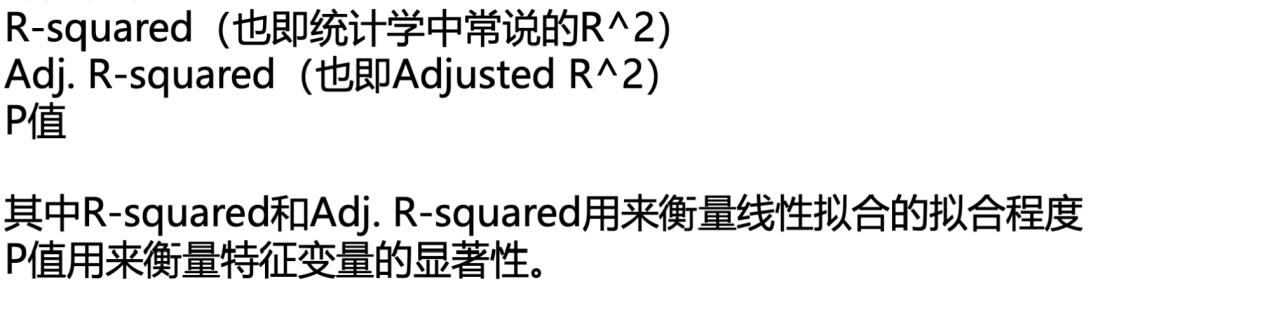 R-squared（也即统计学中常说的R^2）
Adj. R-squared（也即Adjusted R^2）
P值
其中R-squared和Adj. R-squared用来衡量线性拟合的拟合程度
P值用来衡量特征变量的显著性。